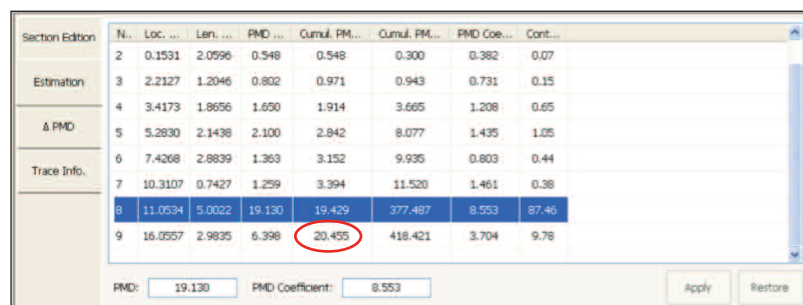 Section Edition
Estimation
Δ PMD
Trace Info.
N.. Loc. ... Len. ... PMD ... Cumul. PM... Cumul. PM... PMD Coe... Cont...
2 0.1531 2.0596 0.548 0.548 0.300 0.382 0.07
3 2.2127 1.2046 0.802 0.971 0.943 0.731 0.15
4 3.4173 1.8656 1.650 1.914 3.665 1.208 0.65
5 5.2830 2.1438 2.100 2.842 8.077 1.435 1.05
6 7.4268 2.8839 1.363 3.152 9.935 0.803 0.44
7 10.3107 0.7427 1.259 3.394 11.520 1.461 0.38
8 11.0534 5.0022 19.130 19.429 377.487 8.553 87.46
9 16.0557 2.9835 6.398 20.455 418.421 3.704 9.78
PMD: 19.130 PMD Coefficient: 8.553 Apply Restore